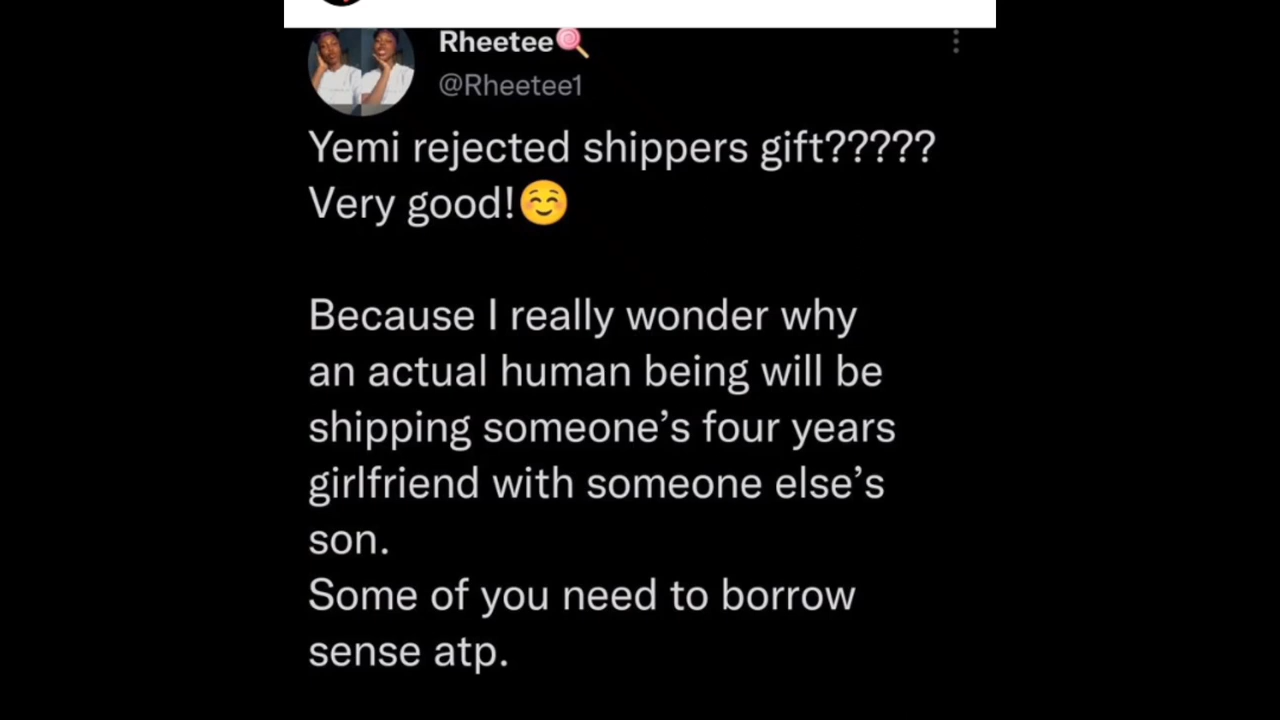 Rheetee🍭
@Rheetee1
Yemi rejected shippers gift?????
Very good!☺️
Because I really wonder why
an actual human being will be
shipping someone’s four years
girlfriend with someone else’s
son.
Some of you need to borrow
sense atp.